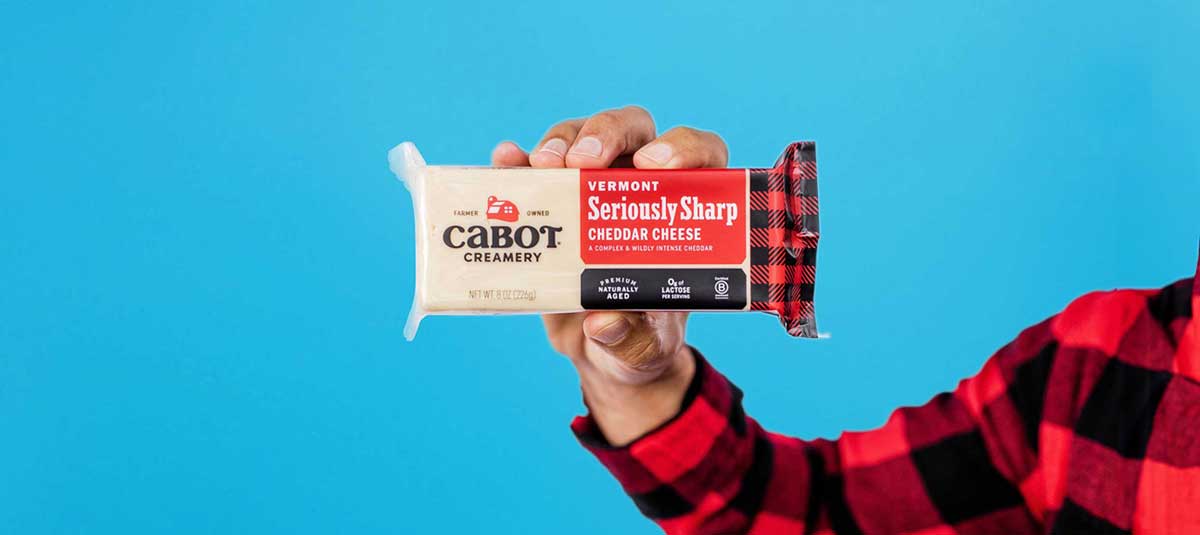 FARMER OWNED
CABOT
CREAMERY
NET WT 8 OZ (226g)
VERMONT
Seriously Sharp
CHEDDAR CHEESE
A COMPLEX & WILDLY INTENSE CHEDDAR
PREMIUM
NATURALLY
AGED
0g of
LACTOSE
PER SERVING
Certified
B